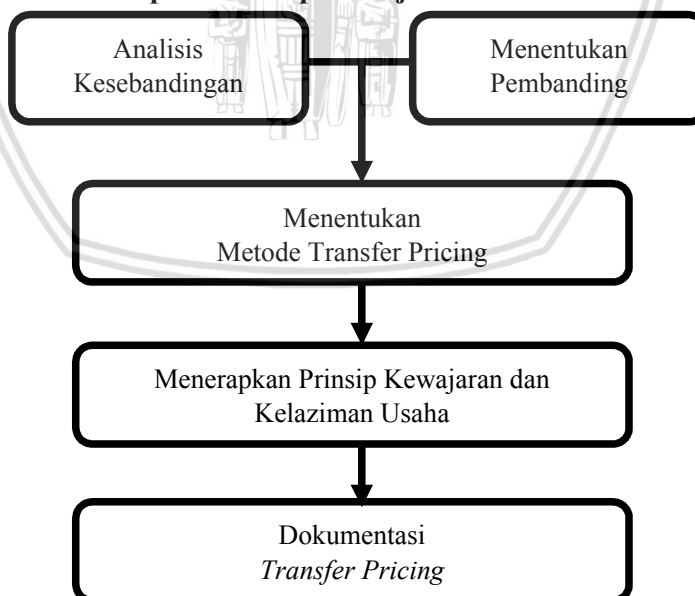 Analisis
Kesebandingan
Menentukan
Pembanding
Menentukan
Metode Transfer Pricing
Menerapkan Prinsip Kewajaran dan
Kelaziman Usaha
Dokumentasi
Transfer Pricing